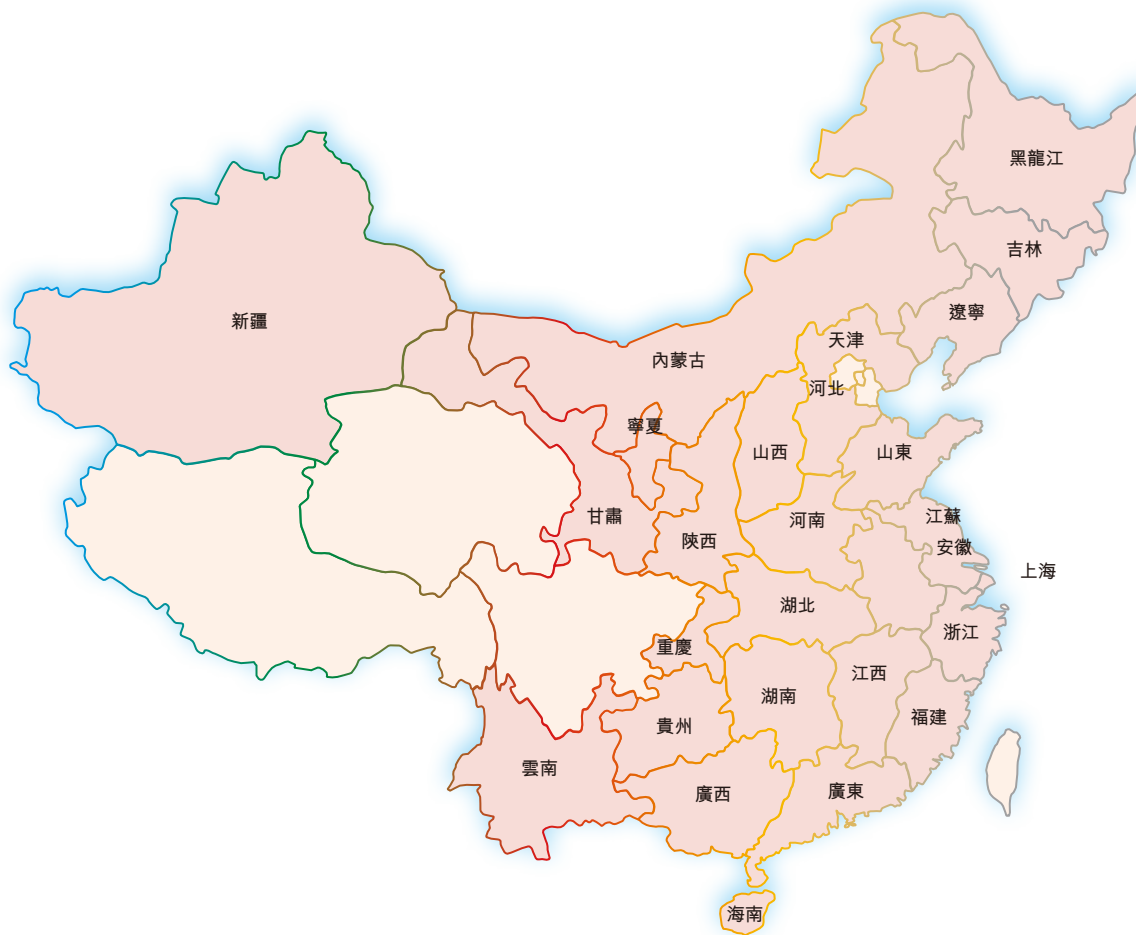 黑龍江
吉林
遼寧
新疆
天津
內蒙古
河北
寧夏
山西
山東
甘肅
河南
江蘇
陝西
安徽
上海
湖北
浙江
重慶
江西
湖南
福建
貴州
雲南
廣西
廣東
海南